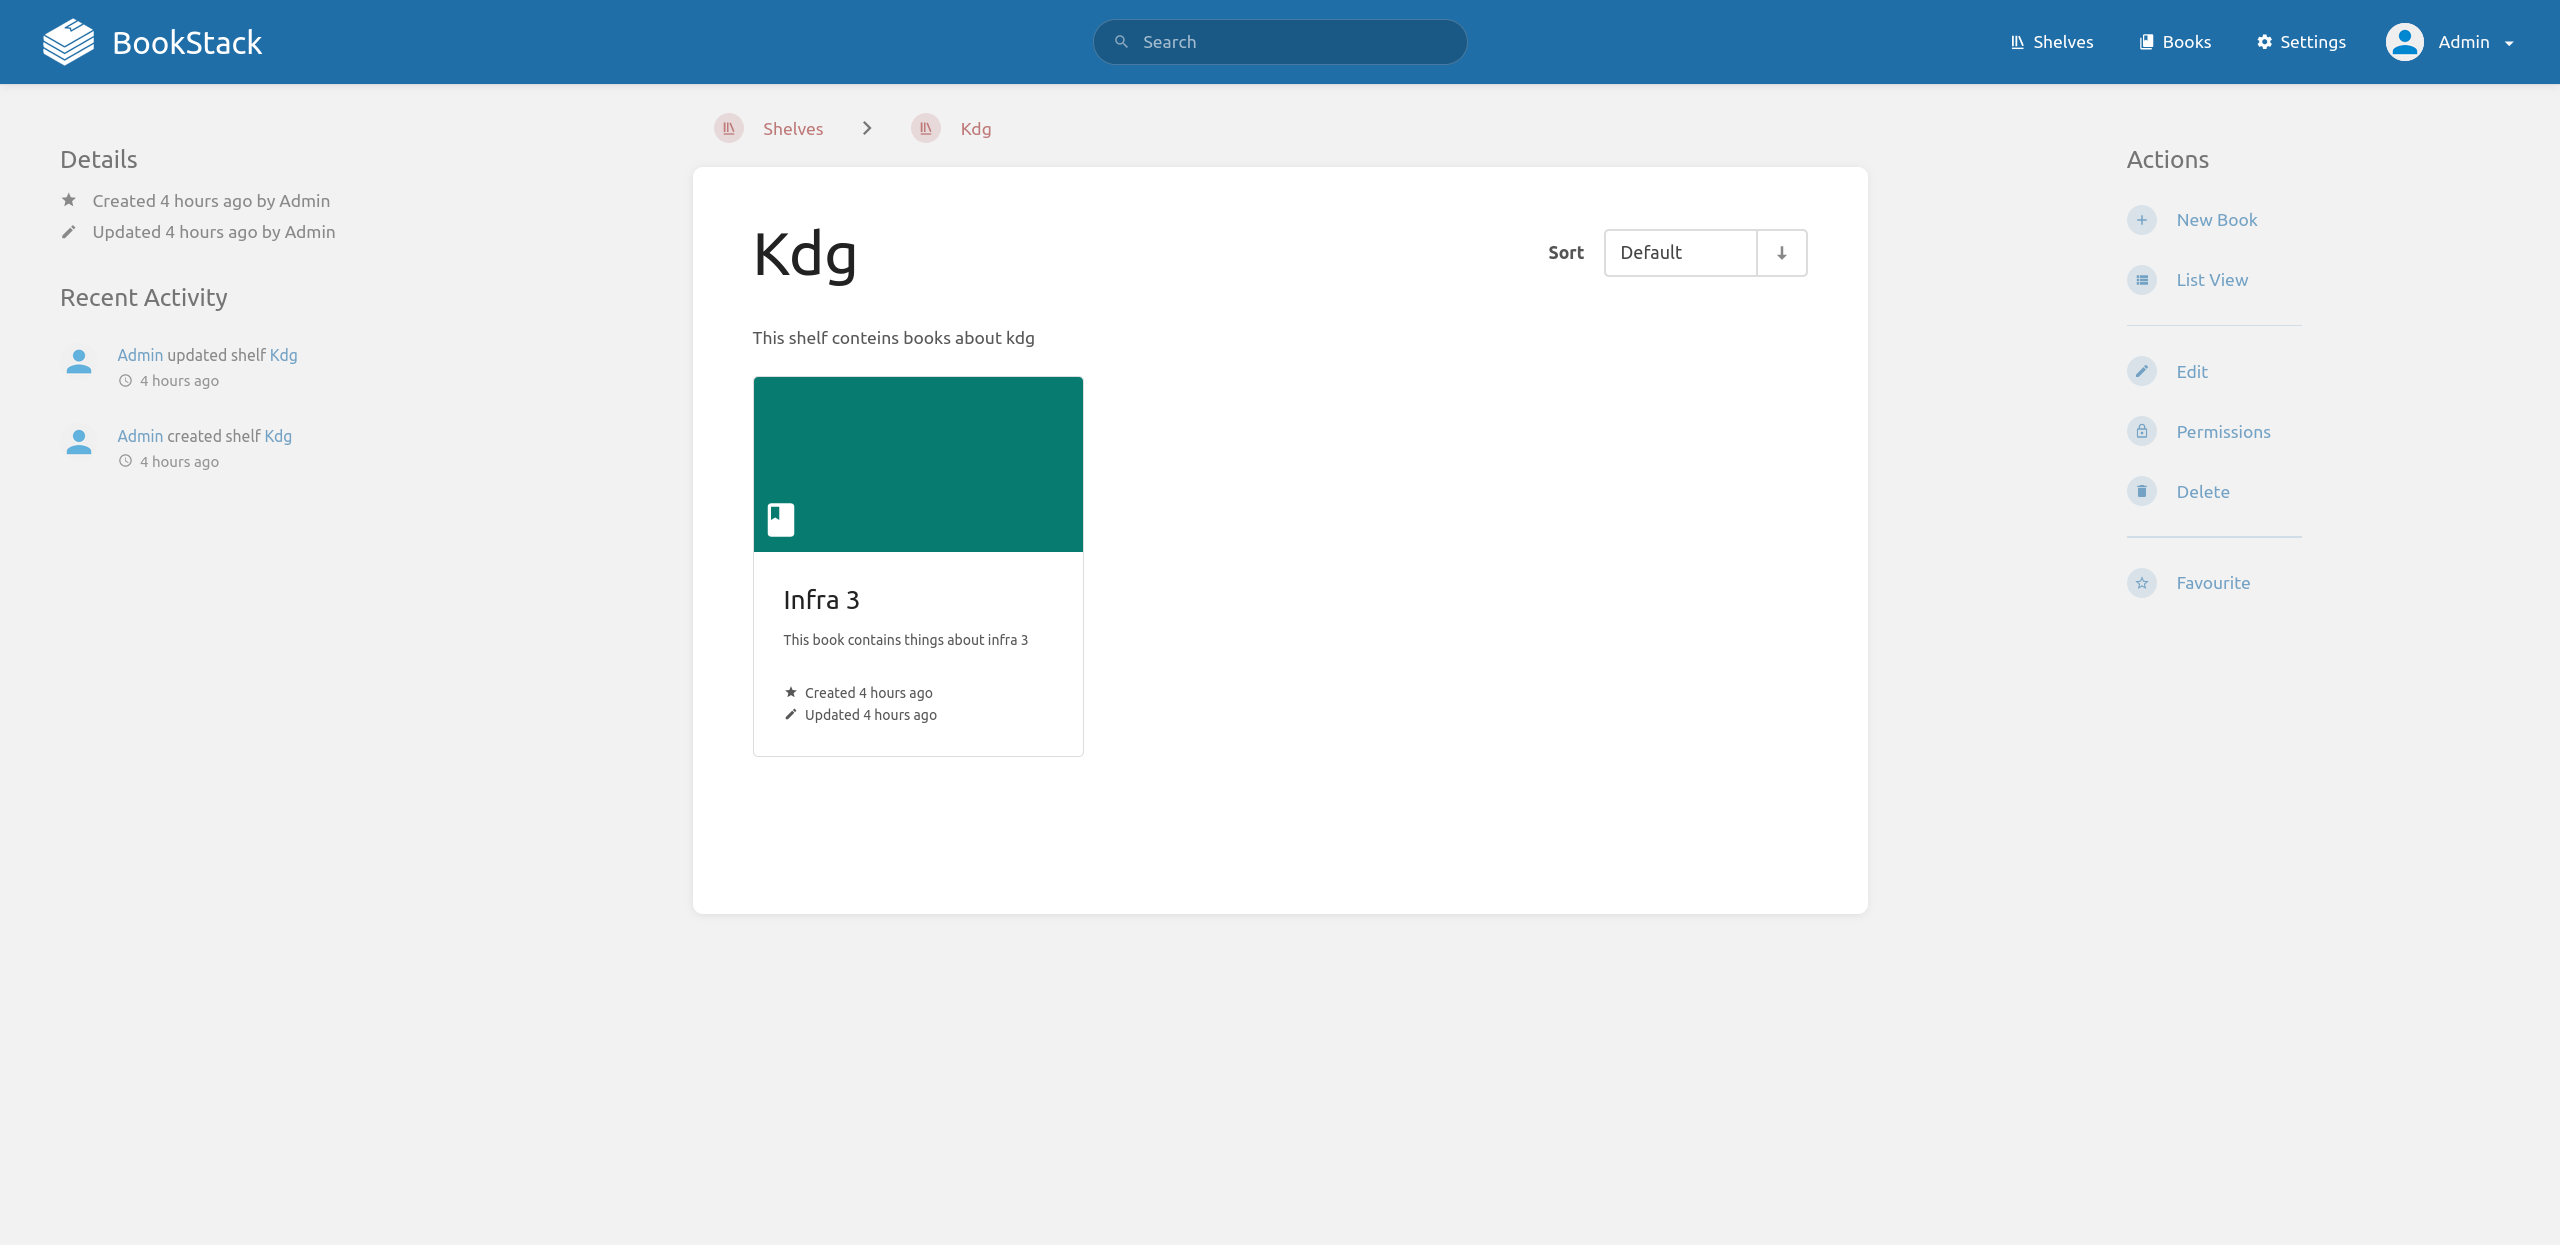 BookStack
Search
Shelves
Books
Settings
Admin
Shelves
Kdg
Details
Created 4 hours ago by Admin
Updated 4 hours ago by Admin
Recent Activity
Admin updated shelf Kdg
4 hours ago
Admin created shelf Kdg
4 hours ago
Kdg
Sort
Default
This shelf conteins books about kdg
Infra 3
This book contains things about infra 3
Created 4 hours ago
Updated 4 hours ago
Actions
New Book
List View
Edit
Permissions
Delete
Favourite